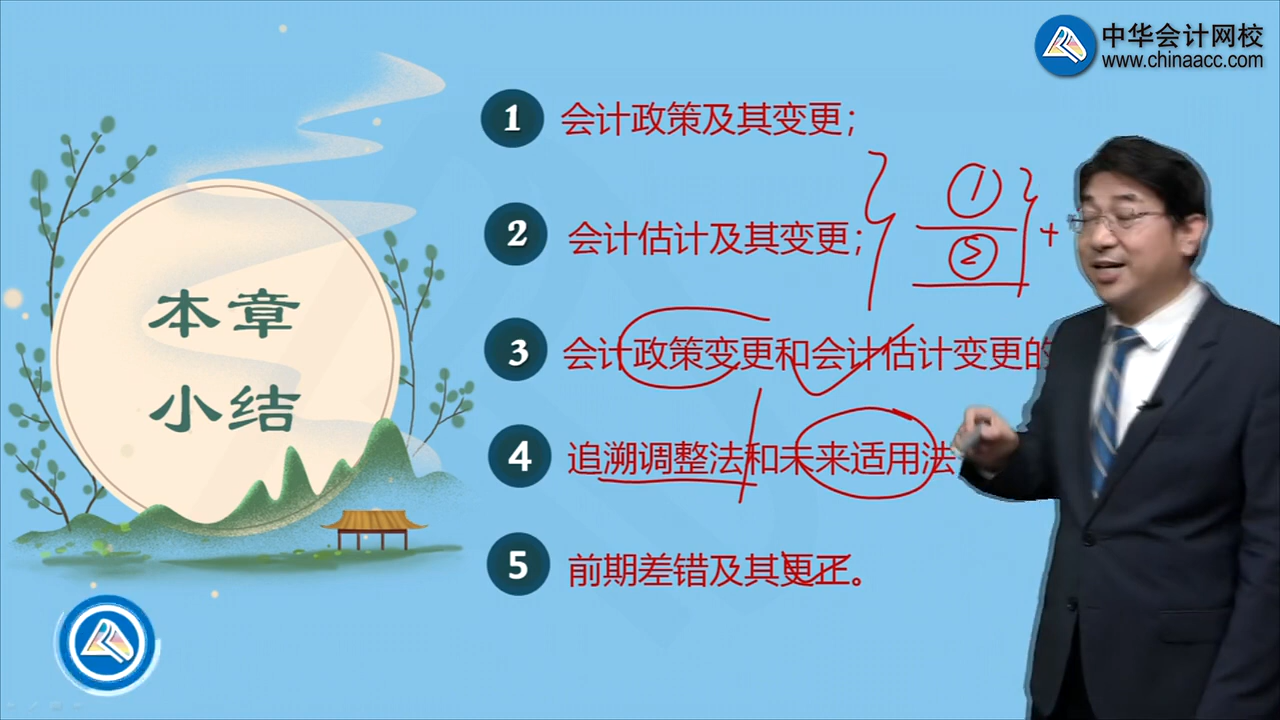 中华会计网校
www.chinaacc.com
本章
小结
1 会计政策及其变更；
2 会计估计及其变更；
① 
②
+
3 会计政策变更和会计估计变更的
4 追溯调整法和未来适用法
5 前期差错及其更正。